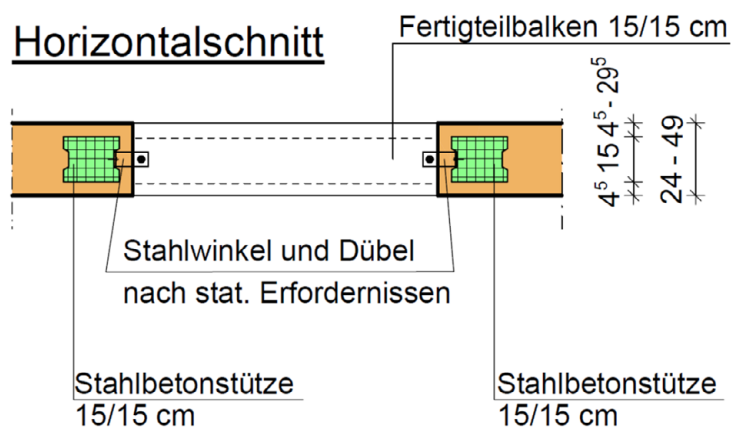 Horizontalschnitt
Fertigteilbalken 15/15 cm
4⁵ 15 4⁵ - 29⁵
24 - 49
Stahlwinkel und Dübel
nach stat. Erfordernissen
Stahlbetonstütze
15/15 cm
Stahlbetonstütze
15/15 cm